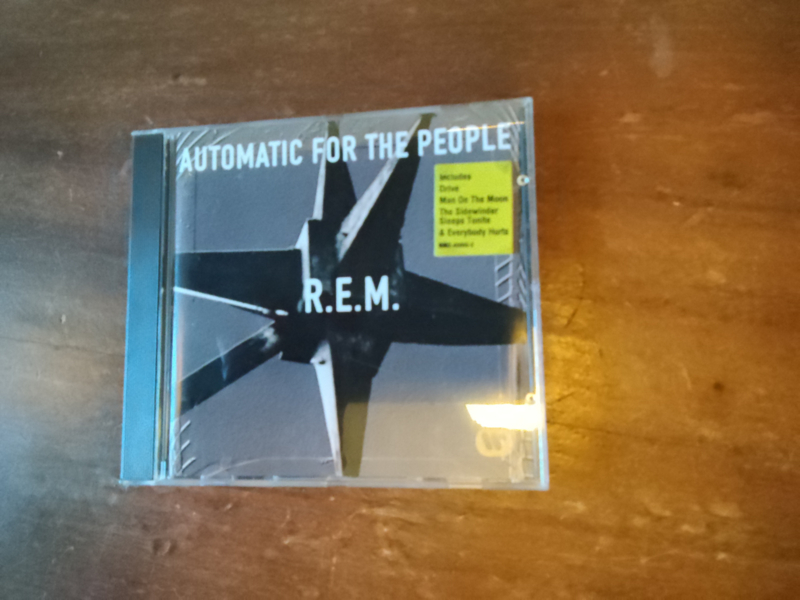 AUTOMATIC FOR THE PEOPLE
Includes
Drive
Man On The Moon
The Sidewinder
Sleeps Tonite
& Everybody Hurts
R.E.M.